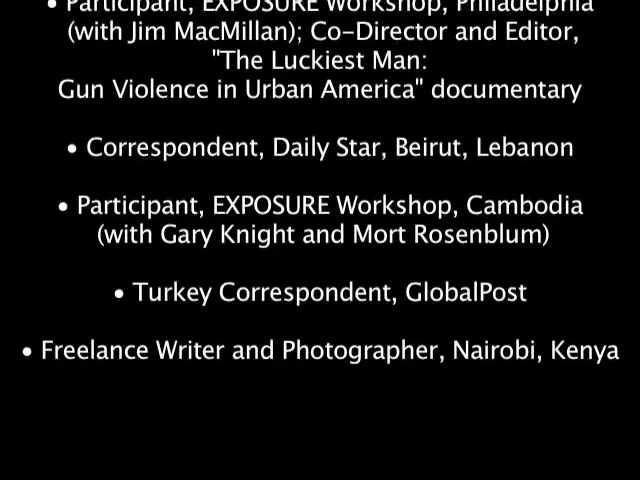 • Participant, EXPOSURE Workshop, Philadelphia
(with Jim MacMillan); Co-Director and Editor,
"The Luckiest Man:
Gun Violence in Urban America" documentary
• Correspondent, Daily Star, Beirut, Lebanon
• Participant, EXPOSURE Workshop, Cambodia
(with Gary Knight and Mort Rosenblum)
• Turkey Correspondent, GlobalPost
• Freelance Writer and Photographer, Nairobi, Kenya